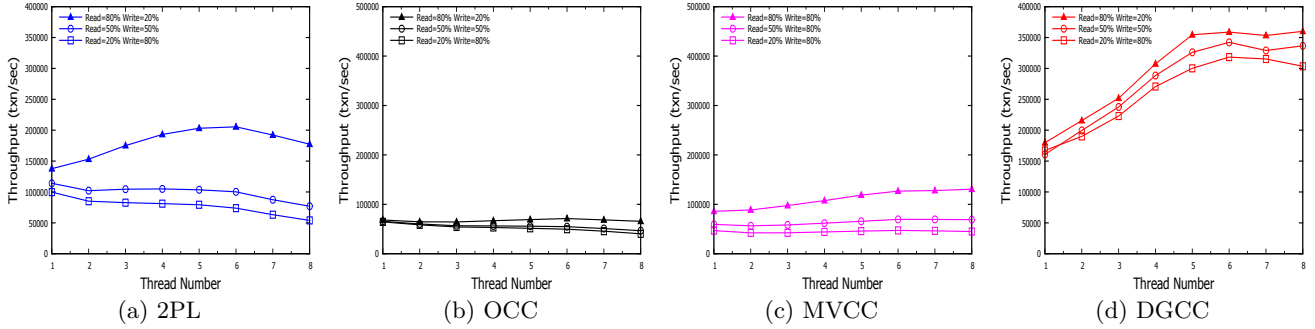 400000
350000
300000
250000
200000
150000
100000
50000
0
Throughput (txn/sec)
Read=80% Write=20%
Read=50% Write=50%
Read=20% Write=80%
1 2 3 4 5 6 7 8
Thread Number
(a) 2PL
500000
400000
300000
200000
100000
0
Throughput (txn/sec)
Read=80% Write=20%
Read=50% Write=50%
Read=20% Write=80%
1 2 3 4 5 6 7 8
Thread Number
(b) OCC
500000
400000
300000
200000
100000
0
Throughput (txn/sec)
Read=80% Write=80%
Read=50% Write=80%
Read=20% Write=80%
1 2 3 4 5 6 7 8
Thread Number
(c) MVCC
400000
350000
300000
250000
200000
150000
100000
50000
0
Throughput (txn/sec)
Read=80% Write=20%
Read=50% Write=50%
Read=20% Write=80%
1 2 3 4 5 6 7 8
Thread Number
(d) DGCC